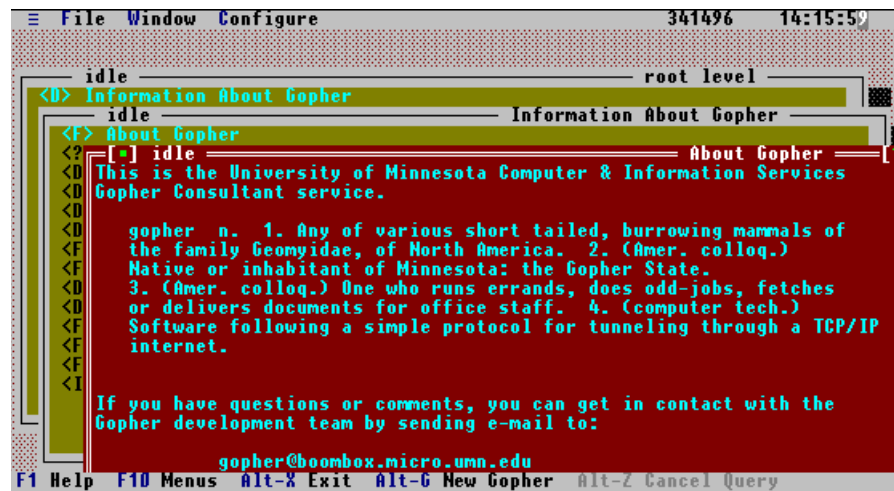 ≡ File Window Configure 341496 14:15:59
idle root level
<D> Information About Gopher
idle Information About Gopher
<F> About Gopher
<?
[▪] idle About Gopher [
<D
This is the University of Minnesota Computer & Information Services
<D
Gopher Consultant service.
<D
<D
gopher n. 1. Any of various short tailed, burrowing mammals of
<F
the family Geomyidae, of North America. 2. (Amer. colloq.)
<F
Native or inhabitant of Minnesota: the Gopher State.
<D
3. (Amer. colloq.) One who runs errands, does odd-jobs, fetches
<D
or delivers documents for office staff. 4. (computer tech.)
<F
Software following a simple protocol for tunneling through a TCP/IP
<F
internet.
<F
<I
If you have questions or comments, you can get in contact with the
Gopher development team by sending e-mail to:
gopher@boombox.micro.umn.edu
F1 Help F10 Menus Alt-X Exit Alt-G New Gopher Alt-Z Cancel Query